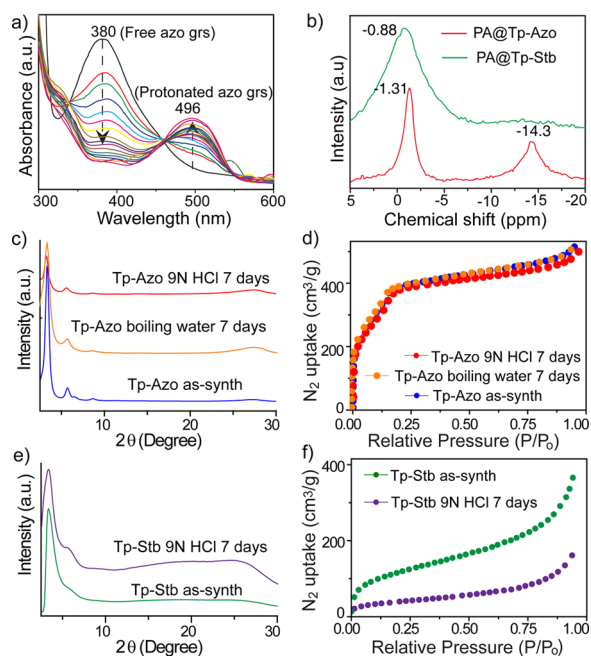 a)
380 (Free azo grs)
(Protonated azo grs)
496
Absorbance (a.u.)
300 400 500 600
Wavelength (nm)
b)
-0.88
PA@Tp-Azo
PA@Tp-Stb
-1.31
-14.3
Intensity (a.u)
5 0 -5 -10 -15 -20
Chemical shift (ppm)
c)
Tp-Azo 9N HCl 7 days
Tp-Azo boiling water 7 days
Tp-Azo as-synth
Intensity (a.u.)
10 20 30
2θ (Degree)
d)
400
200
0
N2 uptake (cm3/g)
Tp-Azo 9N HCl 7 days
Tp-Azo boiling water 7 days
Tp-Azo as-synth
0.00 0.25 0.50 0.75 1.00
Relative Pressure (P/Po)
e)
Tp-Stb 9N HCl 7 days
Tp-Stb as-synth
Intensity (a.u.)
10 20 30
2θ (Degree)
f)
400
200
0
N2 uptake (cm3/g)
Tp-Stb as-synth
Tp-Stb 9N HCl 7 days
0.00 0.25 0.50 0.75 1.00
Relative Pressure (P/Po)